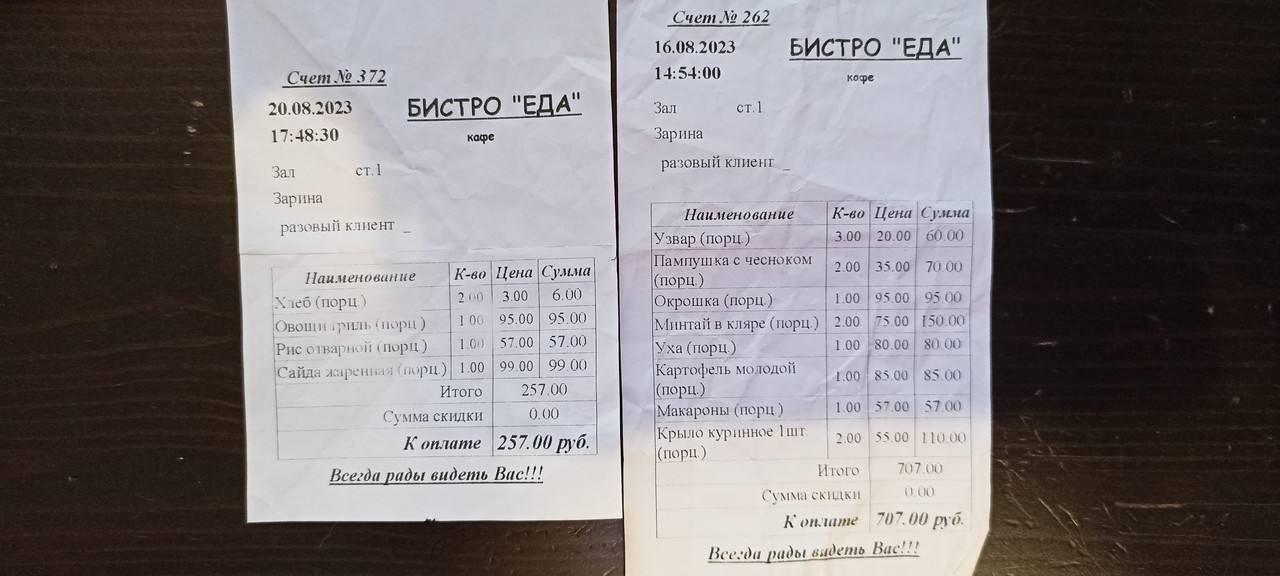 Счет № 372
20.08.2023 БИСТРО "ЕДА"
17:48:30 кафе
Зал ст.1
Зарина
разовый клиент _
Наименование К-во Цена Сумма
Хлеб (порц.) 2.00 3.00 6.00
Овощи гриль (порц.) 1.00 95.00 95.00
Рис отварной (порц.) 1.00 57.00 57.00
Сайда жаренная (порц.) 1.00 99.00 99.00
Итого 257.00
Сумма скидки 0.00
К оплате 257.00 руб.
Всегда рады видеть Вас!!!
Счет № 262
16.08.2023 БИСТРО "ЕДА"
14:54:00 кафе
Зал ст.1
Зарина
разовый клиент _
Наименование К-во Цена Сумма
Узвар (порц.) 3.00 20.00 60.00
Пампушка с чесноком 2.00 35.00 70.00
(порц.)
Окрошка (порц.) 1.00 95.00 95.00
Минтай в кляре (порц.) 2.00 75.00 150.00
Уха (порц.) 1.00 80.00 80.00
Картофель молодой 1.00 85.00 85.00
(порц.)
Макароны (порц.) 1.00 57.00 57.00
Крыло куринное 1шт. 2.00 55.00 110.00
(порц.)
Итого 707.00
Сумма скидки 0.00
К оплате 707.00 руб.
Всегда рады видеть Вас!!!